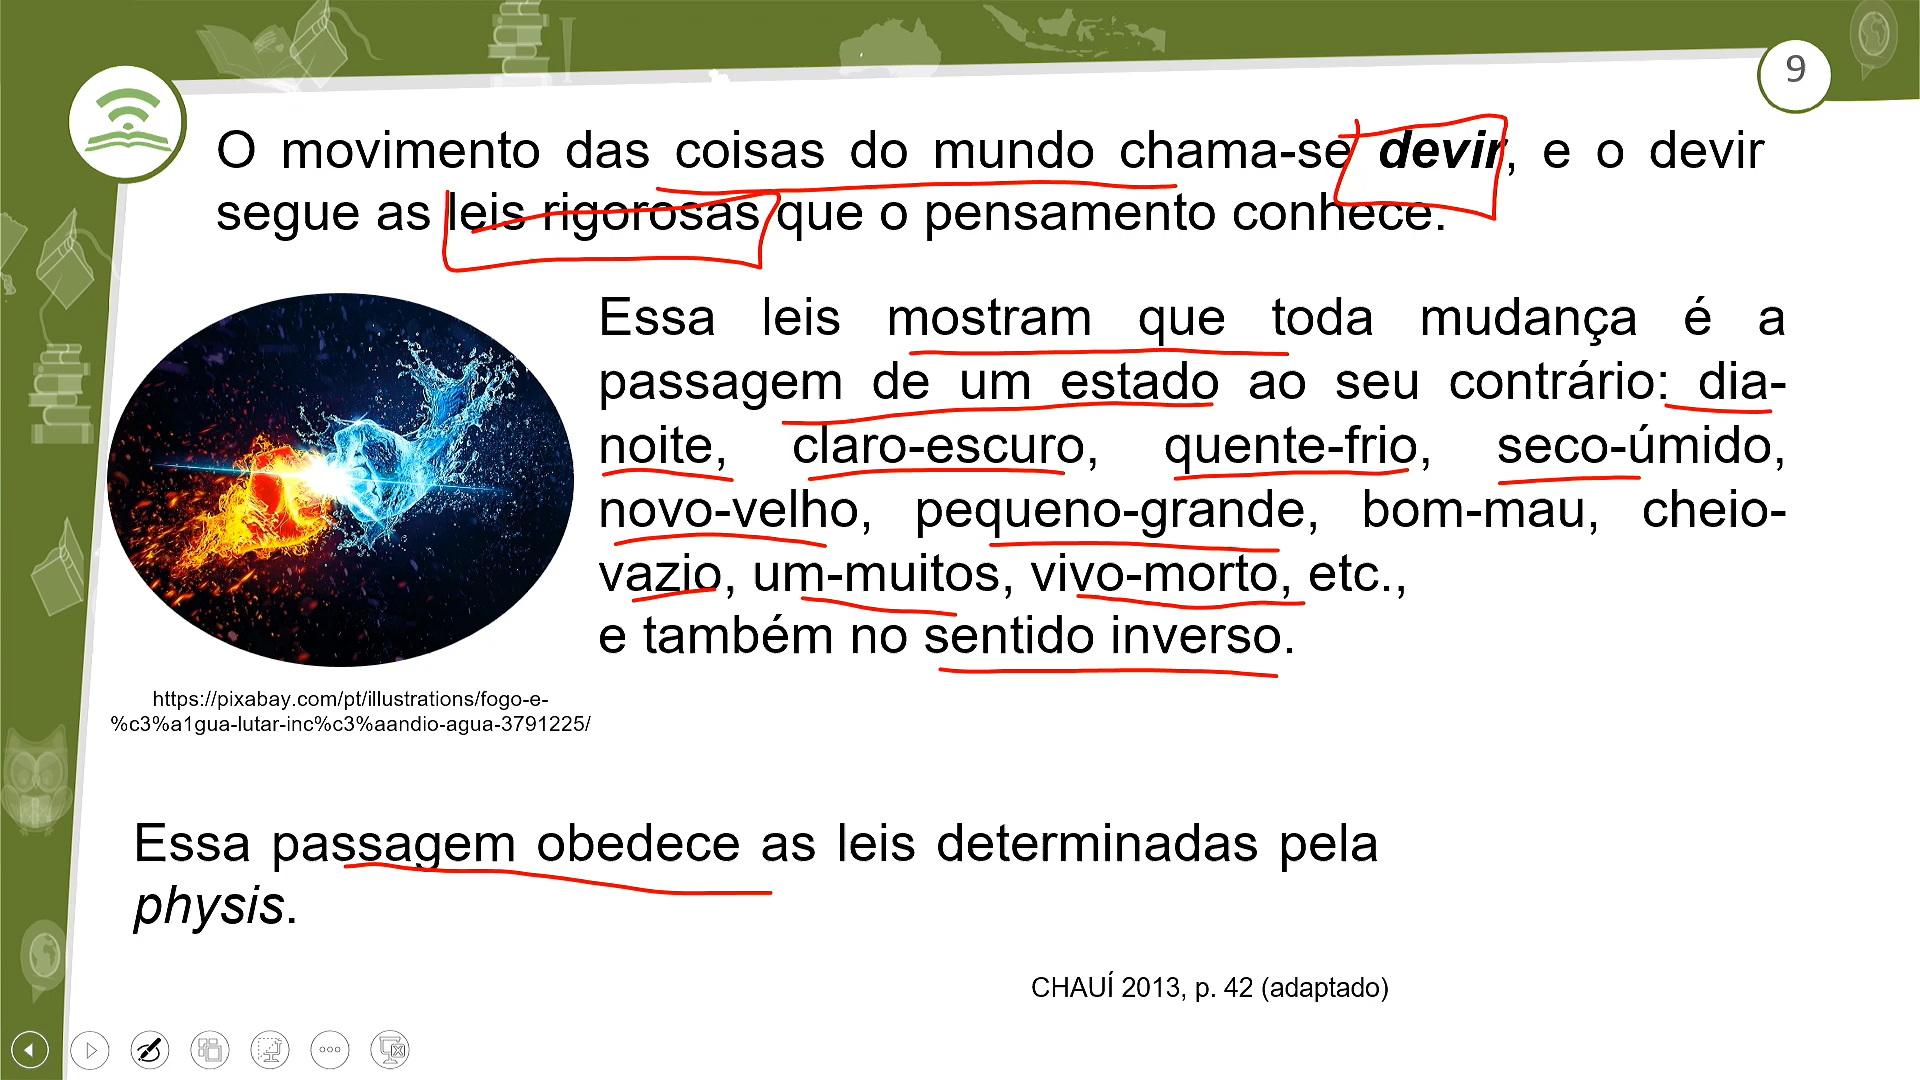 9
O movimento das coisas do mundo chama-se devir, e o devir
segue as leis rigorosas que o pensamento conhece.
Essa leis mostram que toda mudança é a
passagem de um estado ao seu contrário: dia-
noite, claro-escuro, quente-frio, seco-úmido,
novo-velho, pequeno-grande, bom-mau, cheio-
vazio, um-muitos, vivo-morto, etc.,
e também no sentido inverso.
https://pixabay.com/pt/illustrations/fogo-e-
%c3%a1gua-lutar-inc%c3%aandio-agua-3791225/
Essa passagem obedece as leis determinadas pela
physis.
CHAUÍ 2013, p. 42 (adaptado)